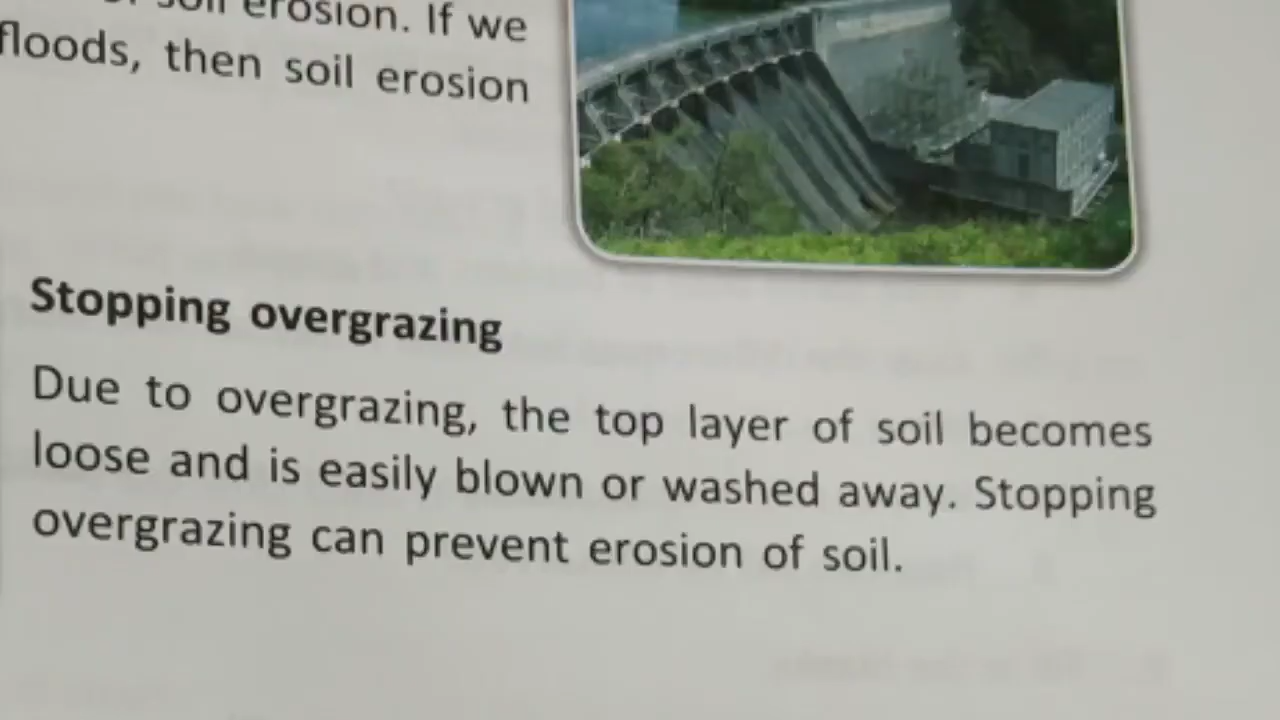 soil erosion. If we
floods, then soil erosion
Stopping overgrazing
Due to overgrazing, the top layer of soil becomes
loose and is easily blown or washed away. Stopping
overgrazing can prevent erosion of soil.